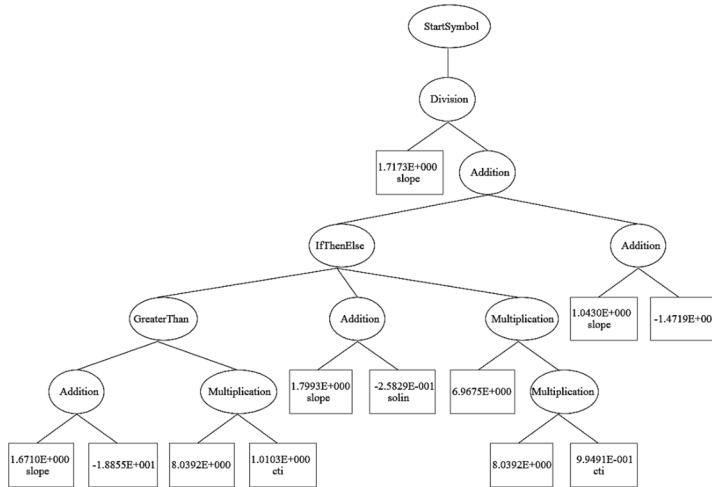 StartSymbol
Division
1.7173E+000
slope
Addition
IfThenElse
Addition
GreaterThan
Addition
Multiplication
1.0430E+000
slope
-1.4719E+00
Addition
Multiplication
1.7993E+000
slope
-2.5829E-001
solin
6.9675E+000
Multiplication
1.6710E+000
slope
-1.8855E+001
8.0392E+000
1.0103E+000
cti
8.0392E+000
9.9491E-001
cti